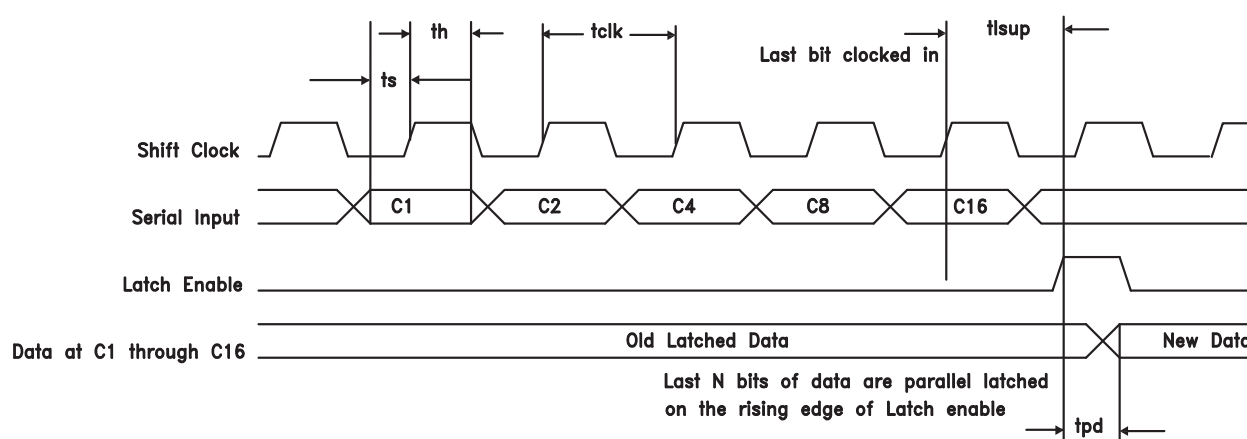 th
tclk
tlsup
Last bit clocked in
ts
Shift Clock
Serial Input
C1
C2
C4
C8
C16
Latch Enable
Data at C1 through C16
Old Latched Data
New Data
Last N bits of data are parallel latched
on the rising edge of Latch enable
tpd